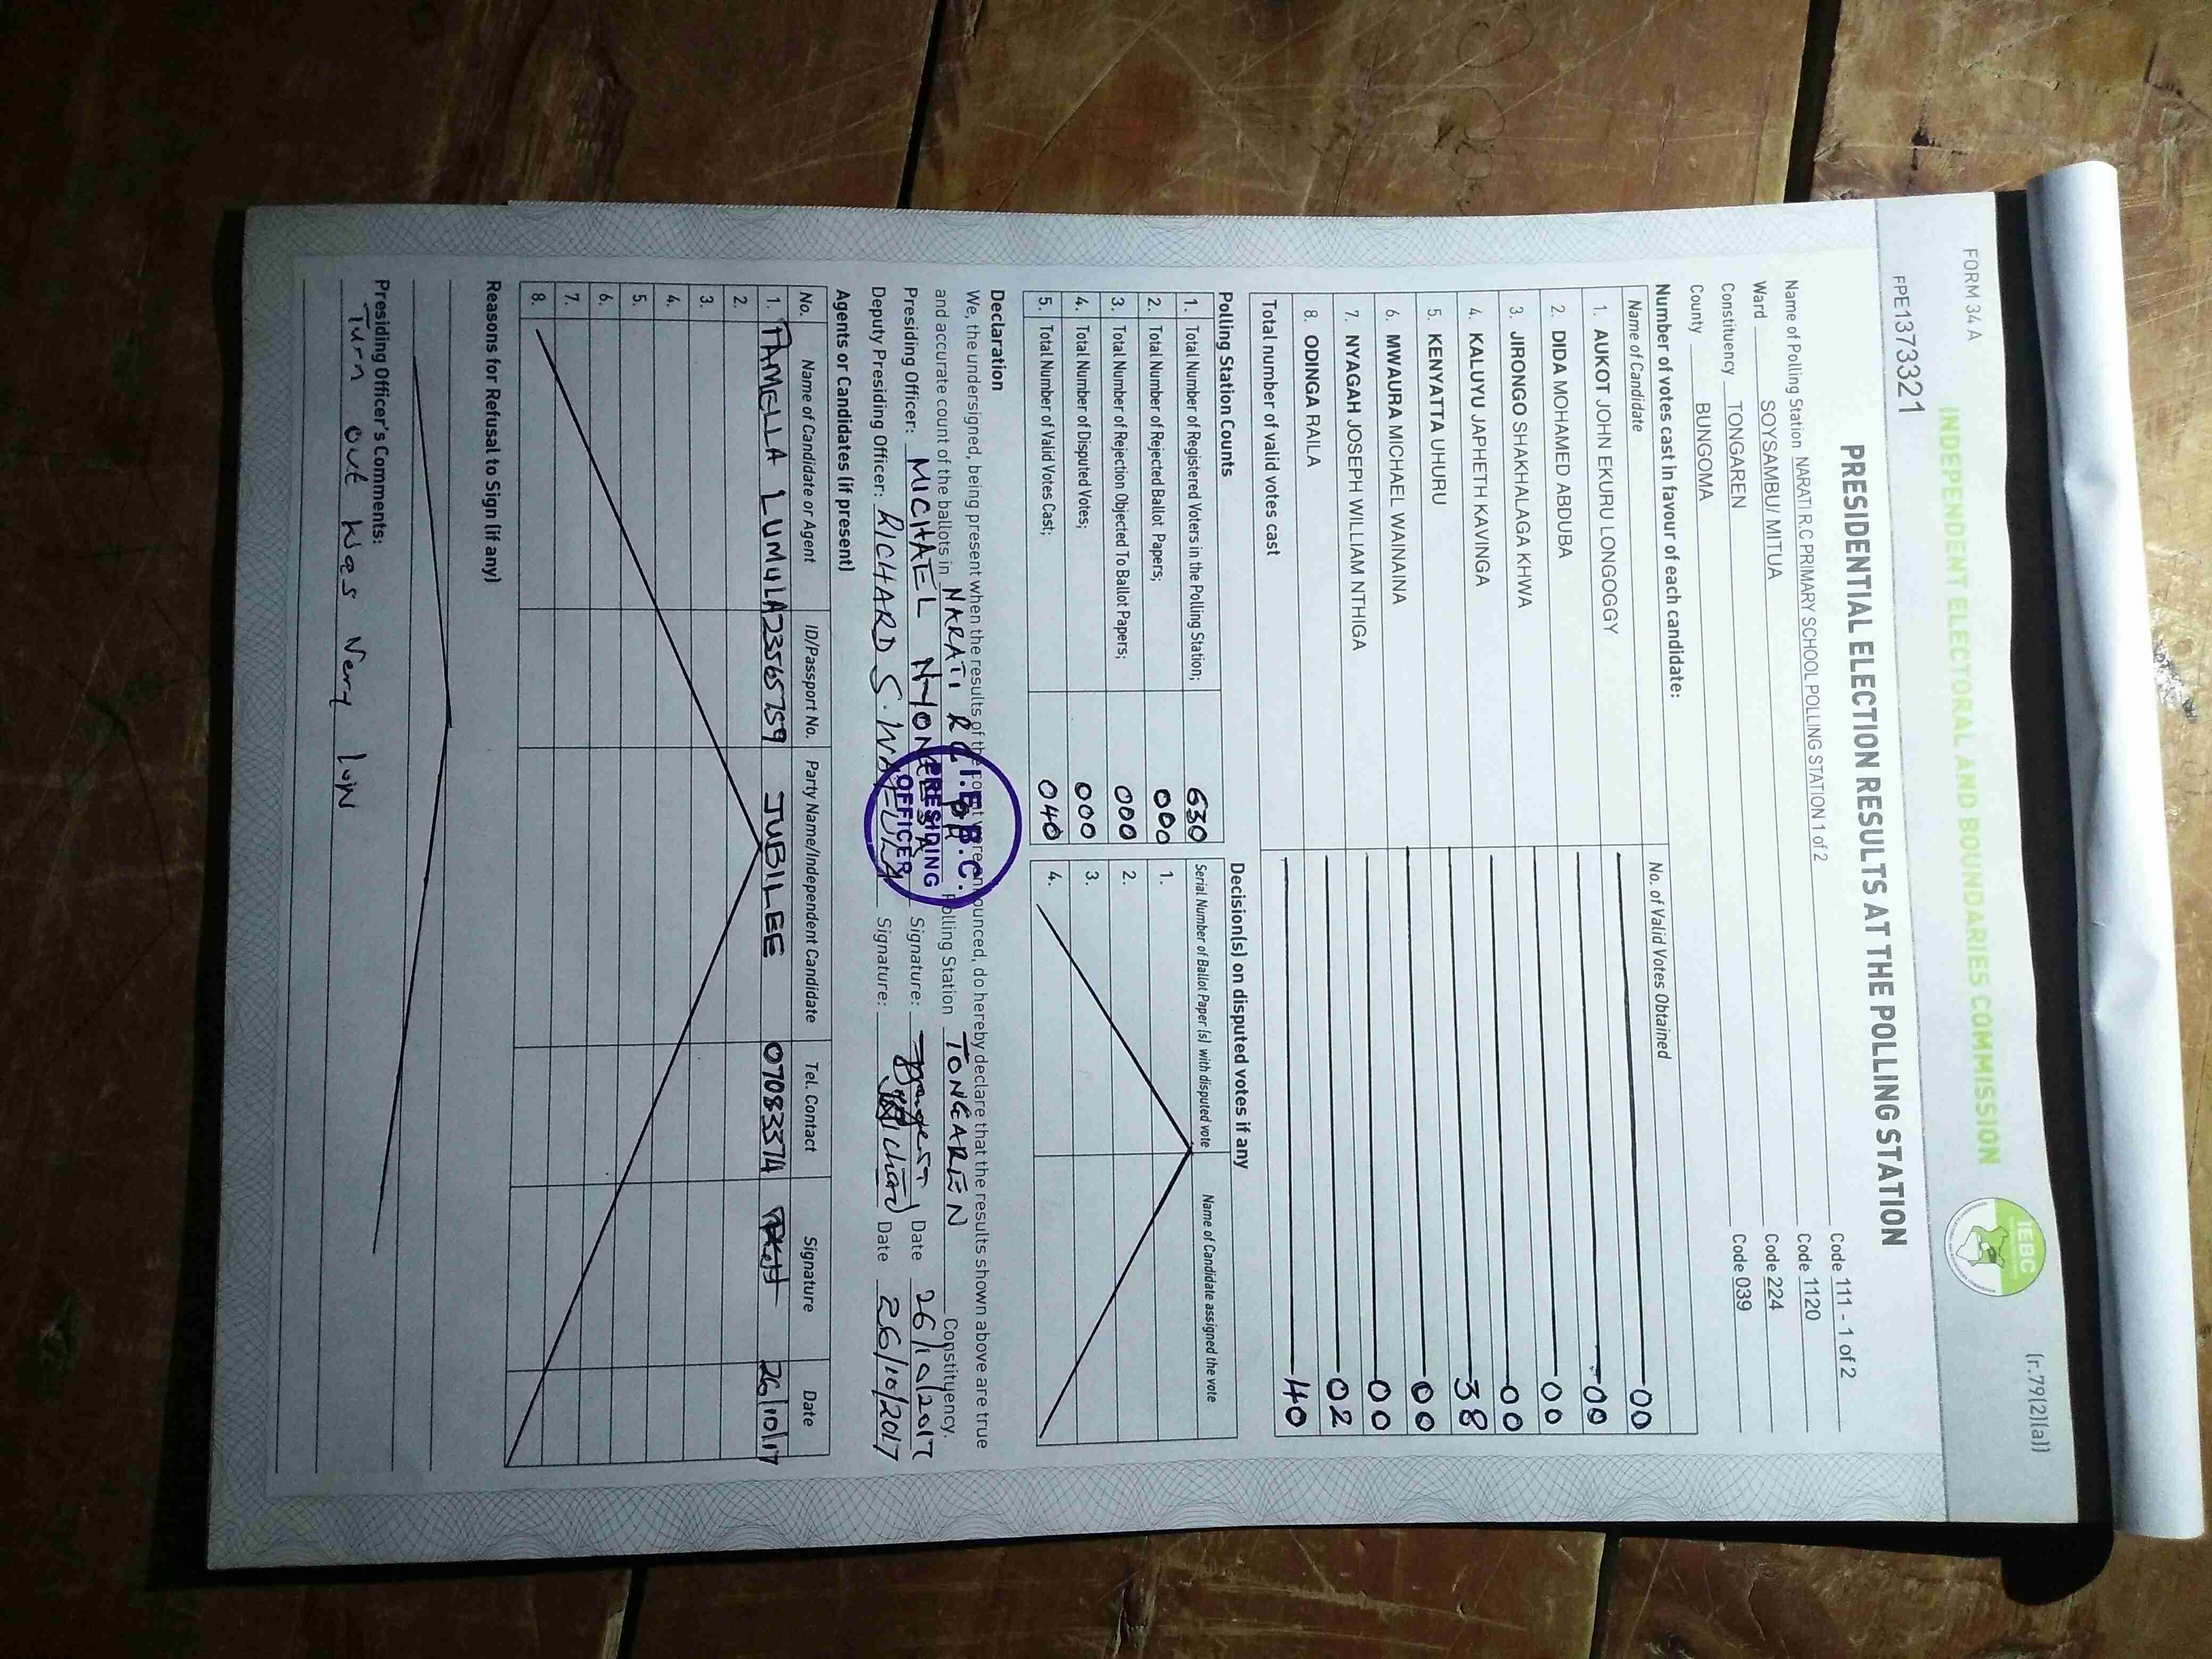 FORM 34 A
(r.79(2)(a))
INDEPENDENT ELECTORAL AND BOUNDARIES COMMISSION
IEBC
FPE1373321
PRESIDENTIAL ELECTION RESULTS AT THE POLLING STATION
Name of Polling Station NARATI R.C PRIMARY SCHOOL POLLING STATION 1 of 2 Code 111 - 1 of 2
Ward SOYSAMBU/ MITUA Code 1120
Constituency TONGAREN Code 224
County BUNGOMA Code 039
Number of votes cast in favour of each candidate:
Name of Candidate No. of Valid Votes Obtained
1. AUKOT JOHN EKURU LONGOGGY 00
2. DIDA MOHAMED ABDUBA 00
3. JIRONGO SHAKHALAGA KHWA 00
4. KALUYU JAPHETH KAVINGA 00
5. KENYATTA UHURU 38
6. MWAURA MICHAEL WAINAINA 00
7. NYAGAH JOSEPH WILLIAM NTHIGA 00
8. ODINGA RAILA 02
Total number of valid votes cast 40
Polling Station Counts
1. Total Number of Registered Voters in the Polling Station; 630
2. Total Number of Rejected Ballot Papers; 000
3. Total Number of Rejection Objected To Ballot Papers; 000
4. Total Number of Disputed Votes; 000
5. Total Number of Valid Votes Cast; 040
Decision(s) on disputed votes if any
Serial Number of Ballot Paper (s) with disputed vote Name of Candidate assigned the vote
1.
2.
3.
4.
Declaration
We, the undersigned, being present when the results of the count were announced, do hereby declare that the results shown above are true
and accurate count of the ballots in NARATI R.C Polling Station TONGAREN Constituency.
Presiding Officer: MICHAEL Signature: Date 26/10/2017
Deputy Presiding Officer: RICHARD S. WAFULA Signature: Date 26/10/2017
I.E.B.C.
PRESIDING
OFFICER
Agents or Candidates (if present)
No. Name of Candidate or Agent ID/Passport No. Party Name/Independent Candidate Tel. Contact Signature Date
1. PAMELLA LUMULA 23565759 JUBILEE 070833574 26/10/17
2.
3.
4.
5.
6.
7.
8.
Reasons for Refusal to Sign (if any)
Presiding Officer's Comments:
Turn out was very low